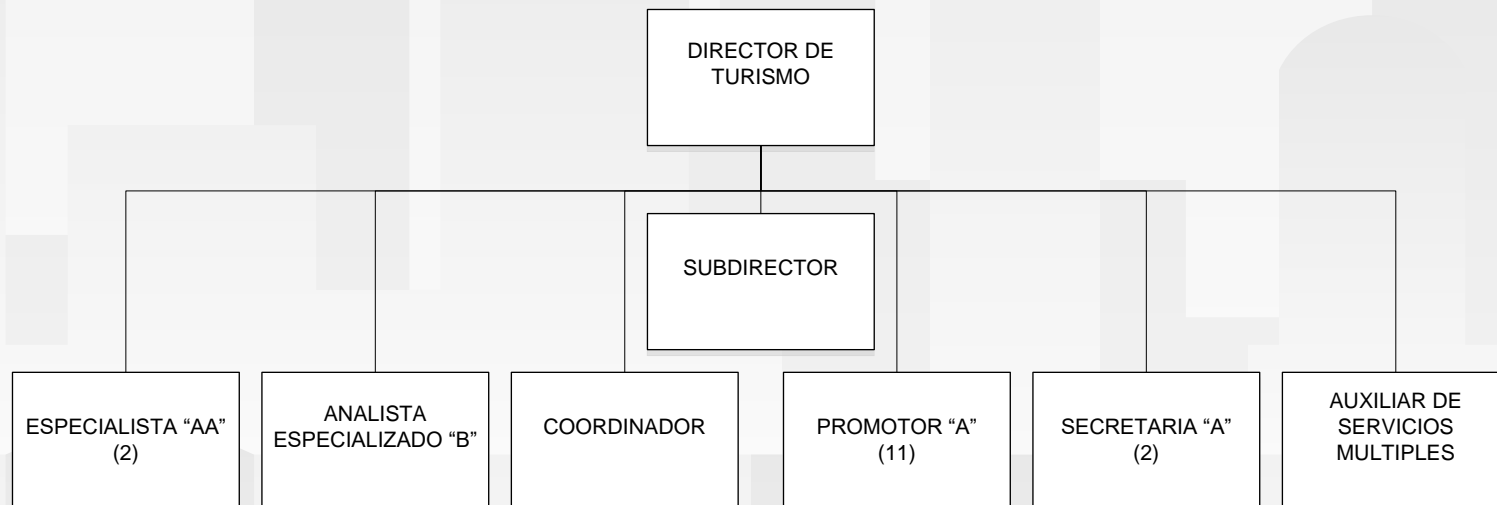 DIRECTOR DE
TURISMO
SUBDIRECTOR
ESPECIALISTA “AA”
(2)
ANALISTA
ESPECIALIZADO “B”
COORDINADOR
PROMOTOR “A”
(11)
SECRETARIA “A”
(2)
AUXILIAR DE
SERVICIOS
MULTIPLES